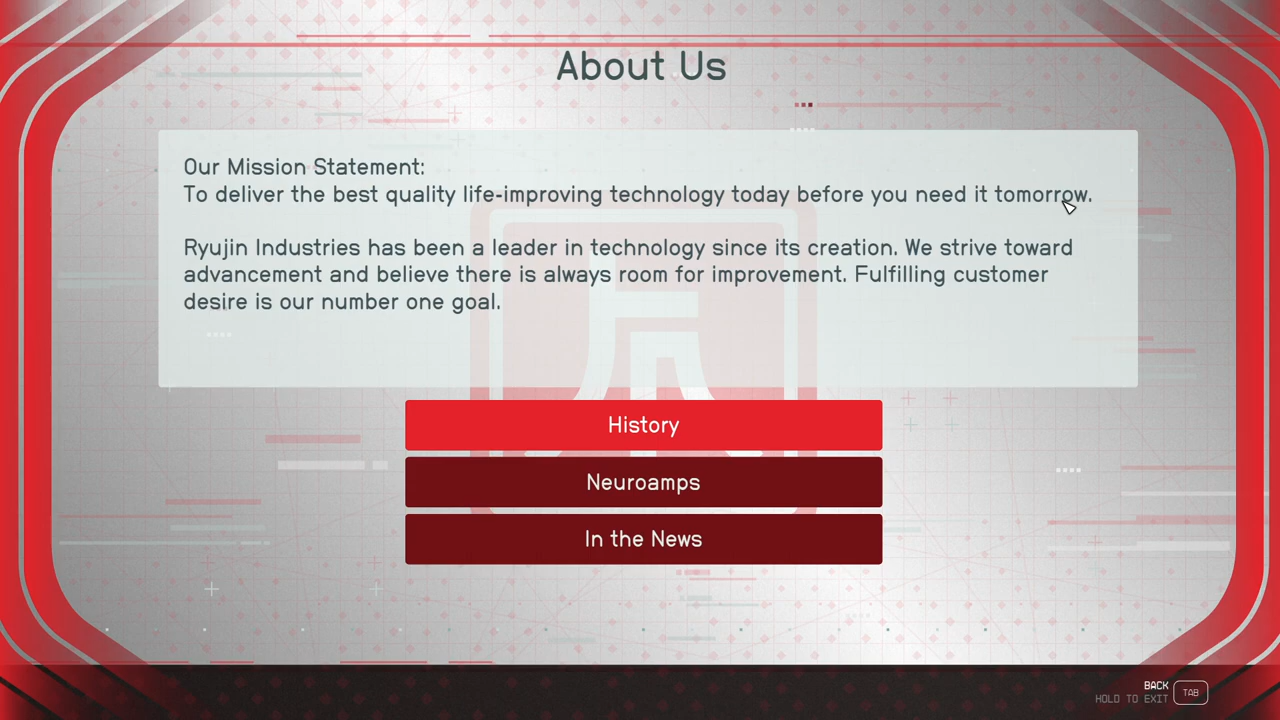 About Us
Our Mission Statement:
To deliver the best quality life-improving technology today before you need it tomorrow.
Ryujin Industries has been a leader in technology since its creation. We strive toward
advancement and believe there is always room for improvement. Fulfilling customer
desire is our number one goal.
History
Neuroamps
In the News
BACK
HOLD TO EXIT
TAB